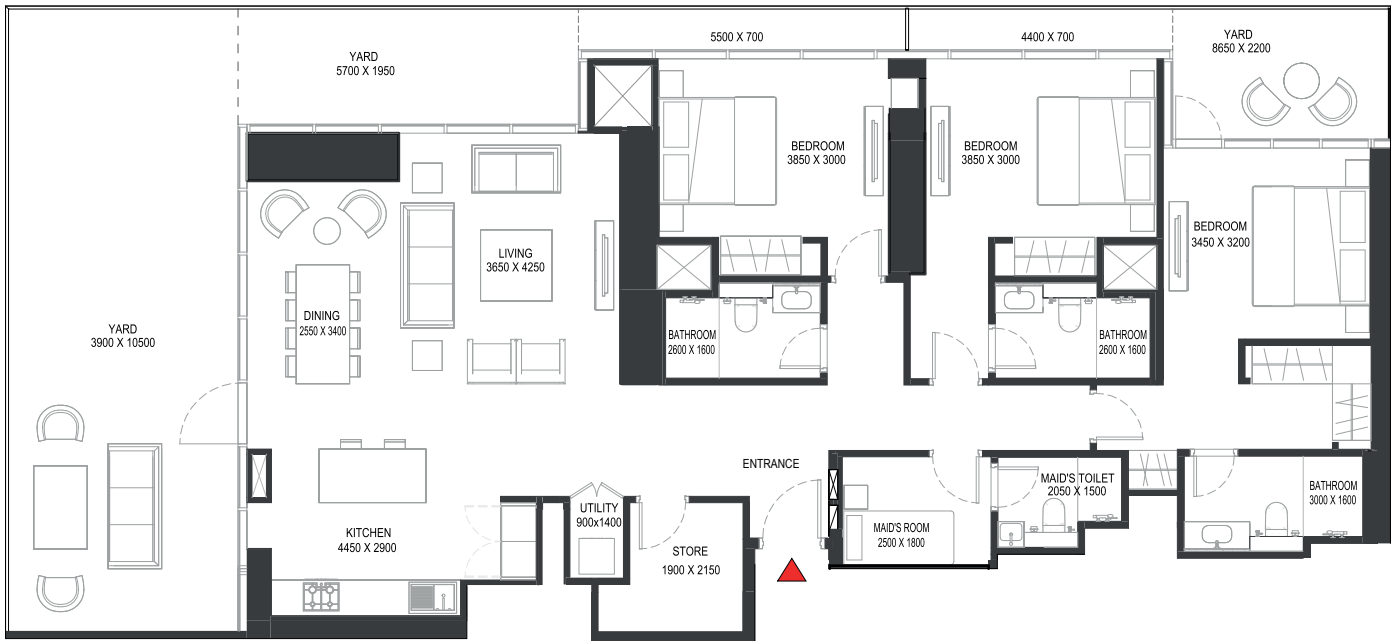 YARD
5700 X 1950
5500 X 700
4400 X 700
YARD
8650 X 2200
BEDROOM
3850 X 3000
BEDROOM
3850 X 3000
BEDROOM
3450 X 3200
LIVING
3650 X 4250
DINING
2550 X 3400
YARD
3900 X 10500
BATHROOM
2600 X 1600
BATHROOM
2600 X 1600
ENTRANCE
KITCHEN
4450 X 2900
UTILITY
900x1400
STORE
1900 X 2150
MAID'S ROOM
2500 X 1800
MAID'S TOILET
2050 X 1500
BATHROOM
3000 X 1600